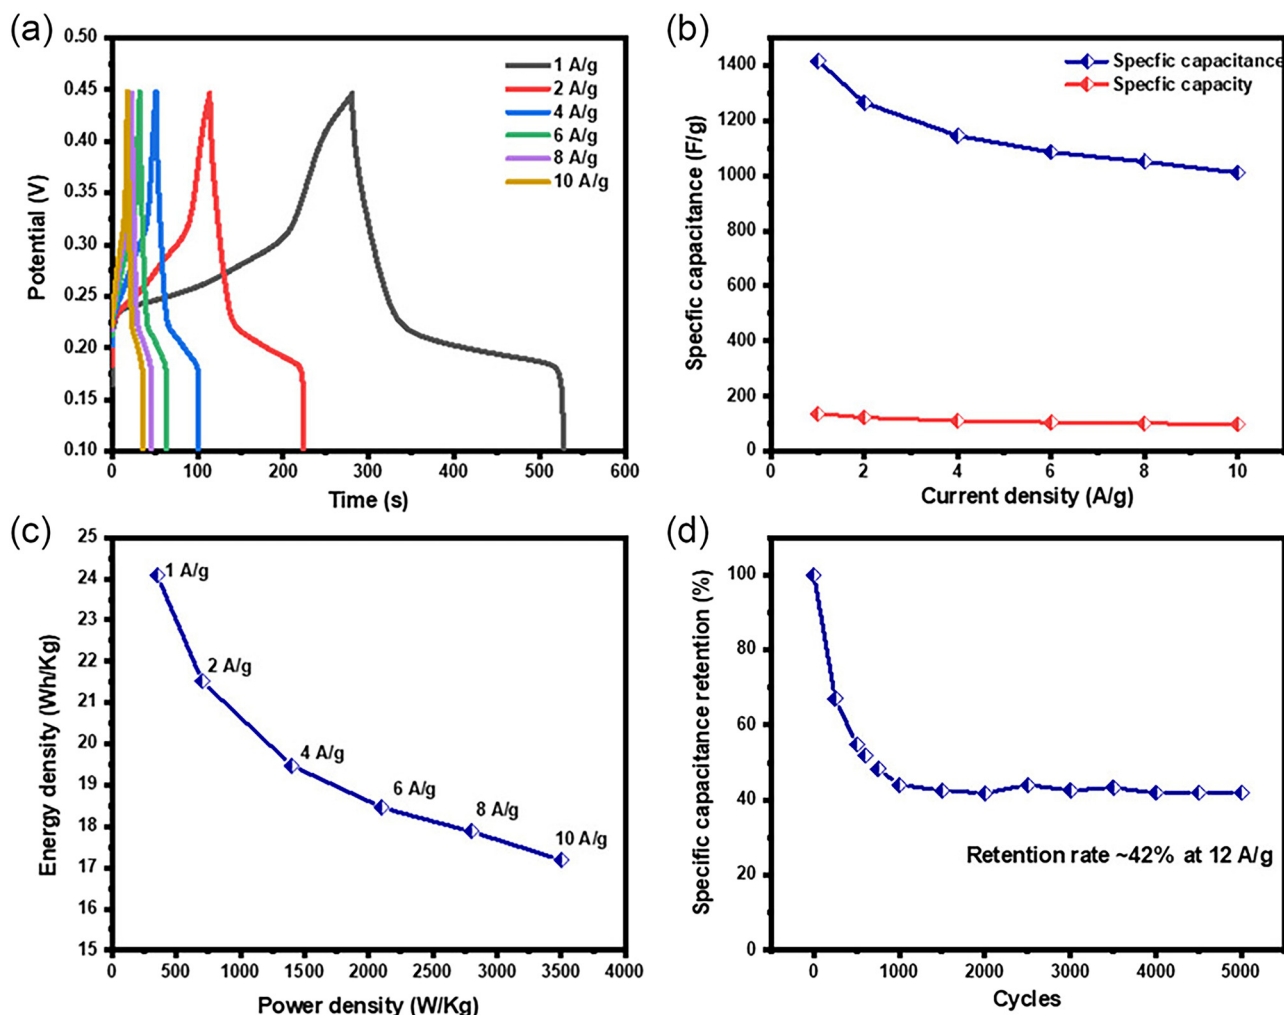 (a)
0.50
0.45
0.40
0.35
0.30
0.25
0.20
0.15
0.10
Potential (V)
1 A/g
2 A/g
4 A/g
6 A/g
8 A/g
10 A/g
0 100 200 300 400 500 600
Time (s)
(b)
1400
1200
1000
800
600
400
200
0
Specfic capacitance (F/g)
Specfic capacitance
Specfic capacity
0 2 4 6 8 10
Current density (A/g)
(c)
25
24
23
22
21
20
19
18
17
16
15
Energy density (Wh/Kg)
1 A/g
2 A/g
4 A/g
6 A/g
8 A/g
10 A/g
0 500 1000 1500 2000 2500 3000 3500 4000
Power density (W/Kg)
(d)
100
80
60
40
20
0
Specific capacitance retention (%)
Retention rate ~42% at 12 A/g
0 1000 2000 3000 4000 5000
Cycles